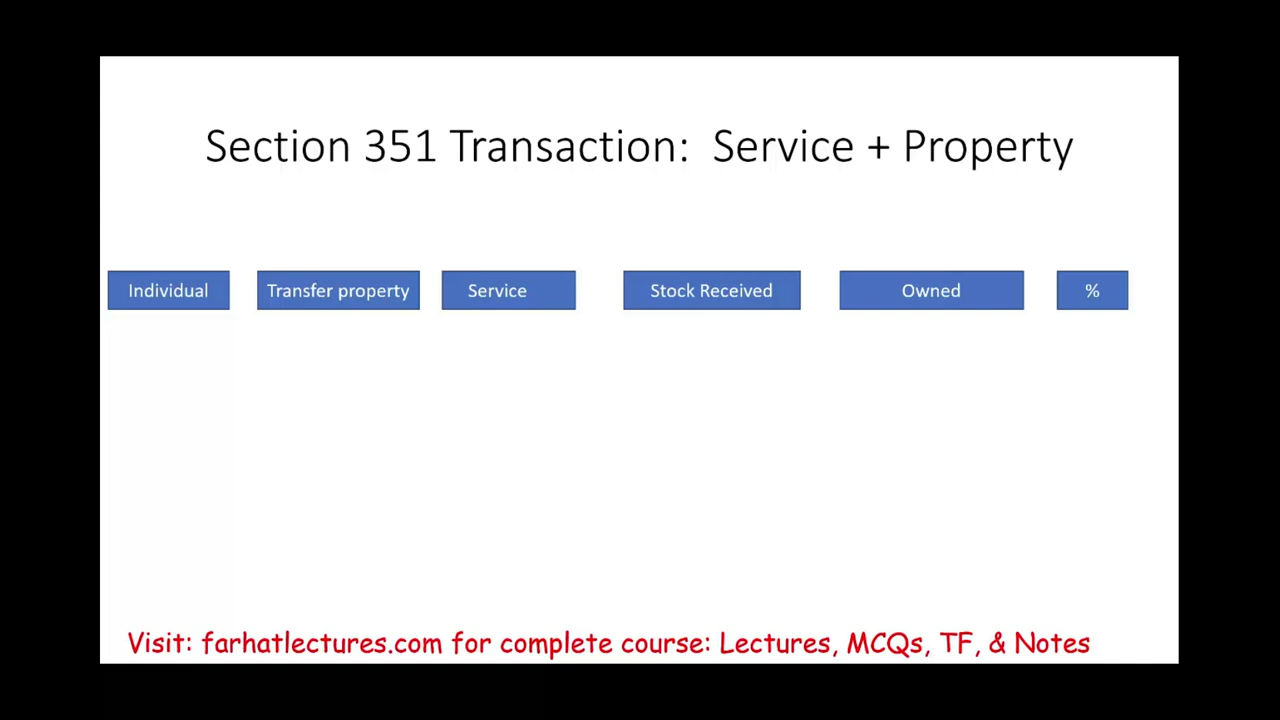 Section 351 Transaction: Service + Property
Individual Transfer property Service Stock Received Owned %
Visit: farhatlectures.com for complete course: Lectures, MCQs, TF, & Notes